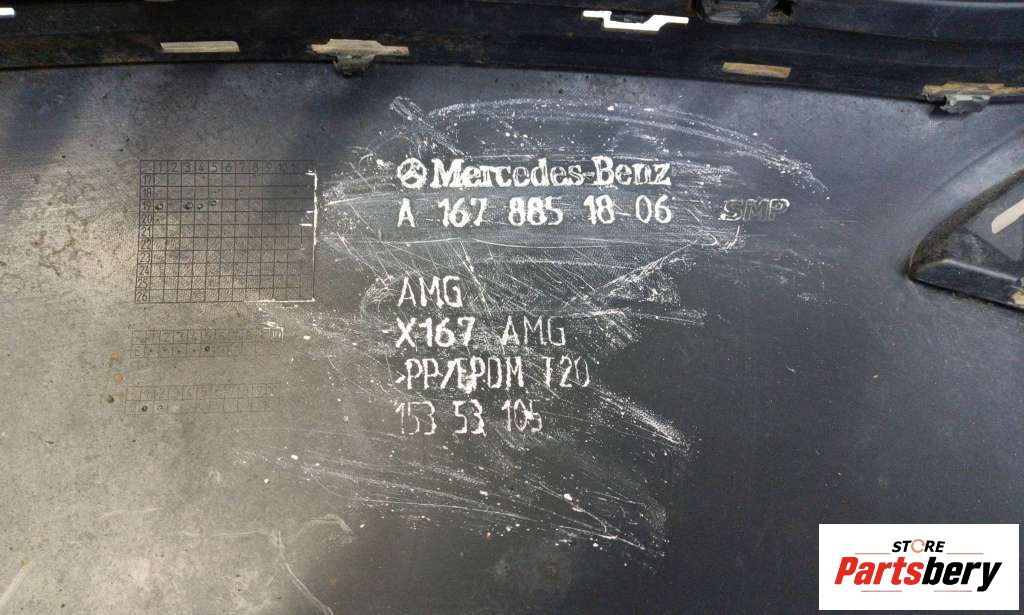 Mercedes-Benz
A 167 885 18 06
SMP
AMG
X167 AMG
>PP/EPDM T20
153 53 105
STORE
Partsbery